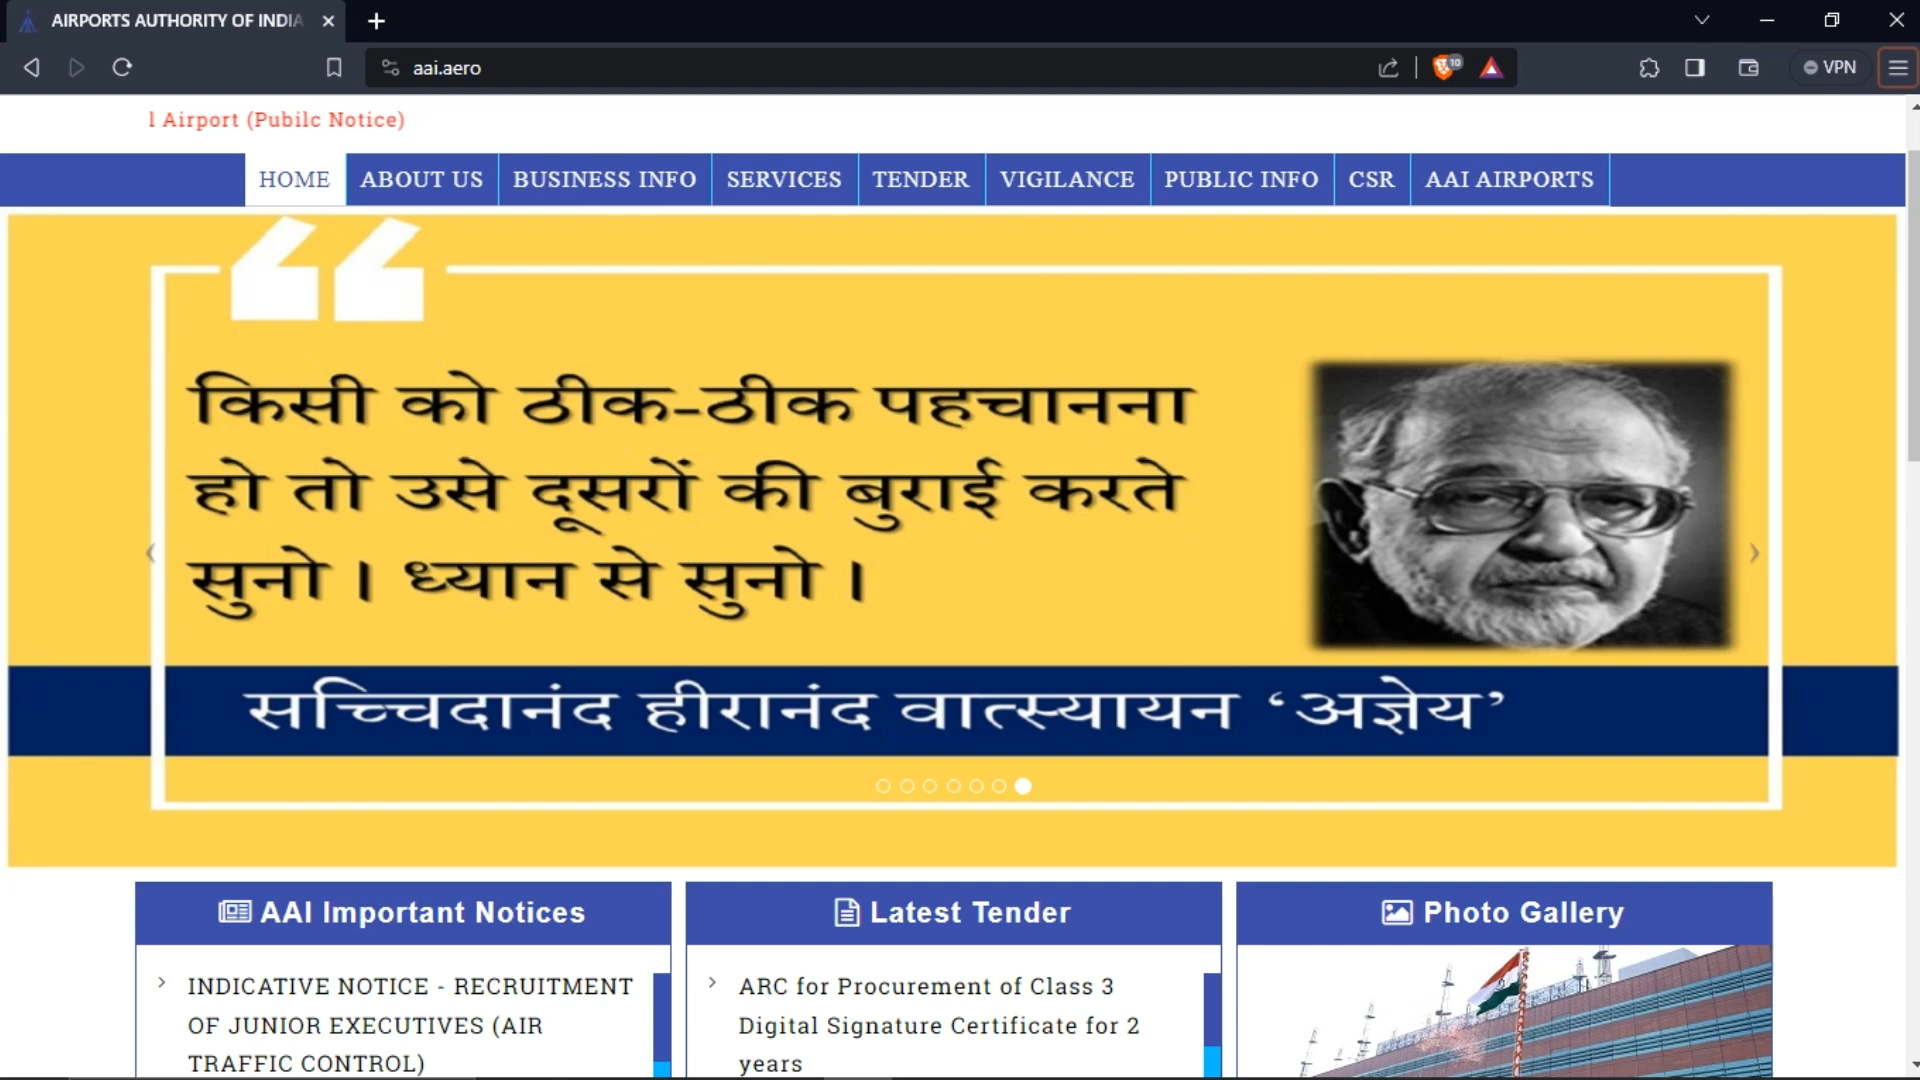 AIRPORTS AUTHORITY OF INDIA
aai.aero
10
VPN
l Airport (Pubilc Notice)
HOME ABOUT US BUSINESS INFO SERVICES TENDER VIGILANCE PUBLIC INFO CSR AAI AIRPORTS
किसी को ठीक-ठीक पहचानना
हो तो उसे दूसरों की बुराई करते
सुनो । ध्यान से सुनो ।
सच्चिदानंद हीरानंद वात्स्यायन ‘अज्ञेय’
AAI Important Notices
INDICATIVE NOTICE - RECRUITMENT
OF JUNIOR EXECUTIVES (AIR
TRAFFIC CONTROL)
Latest Tender
ARC for Procurement of Class 3
Digital Signature Certificate for 2
years
Photo Gallery